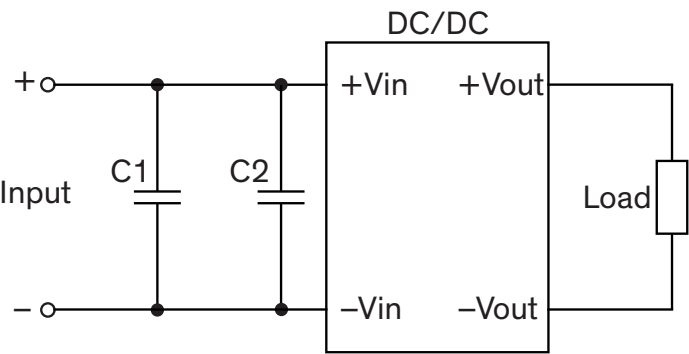 DC/DC
+
+Vin
+Vout
C1
C2
Input
Load
–
–Vin
–Vout